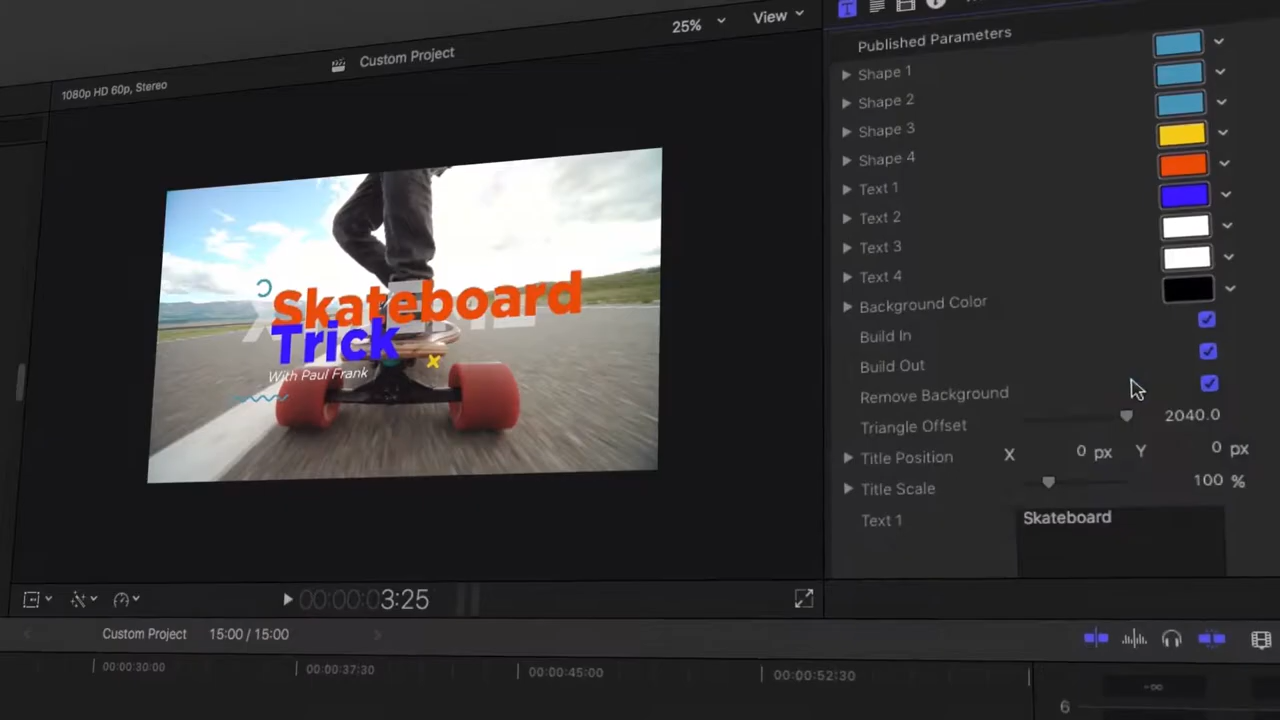 25%
View
Custom Project
1080p HD 60p, Stereo
Skateboard
Trick
With Paul Frank
00:00:03:25
Custom Project
15:00 / 15:00
00:00:30:00
00:00:37:30
00:00:45:00
00:00:52:30
Published Parameters
Shape 1
Shape 2
Shape 3
Shape 4
Text 1
Text 2
Text 3
Text 4
Background Color
Build In
Build Out
Remove Background
Triangle Offset 2040.0
Title Position X 0 px Y 0 px
Title Scale 100 %
Text 1 Skateboard
-∞
6